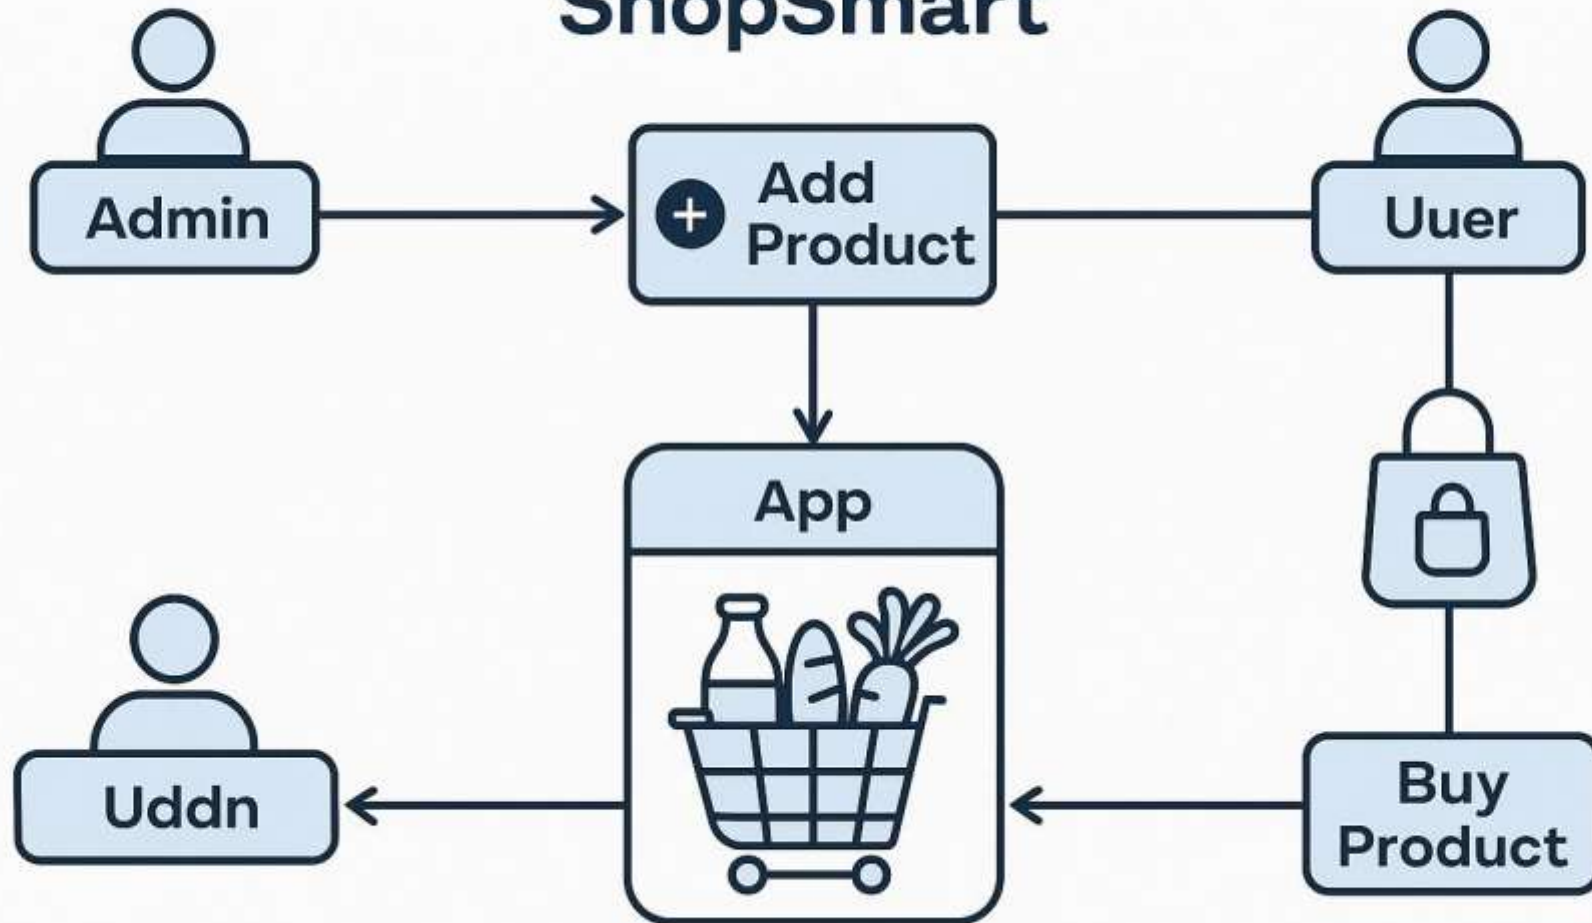 ShopSmart
Admin
Add
Product
Uuer
App
Uddn
Buy
Product